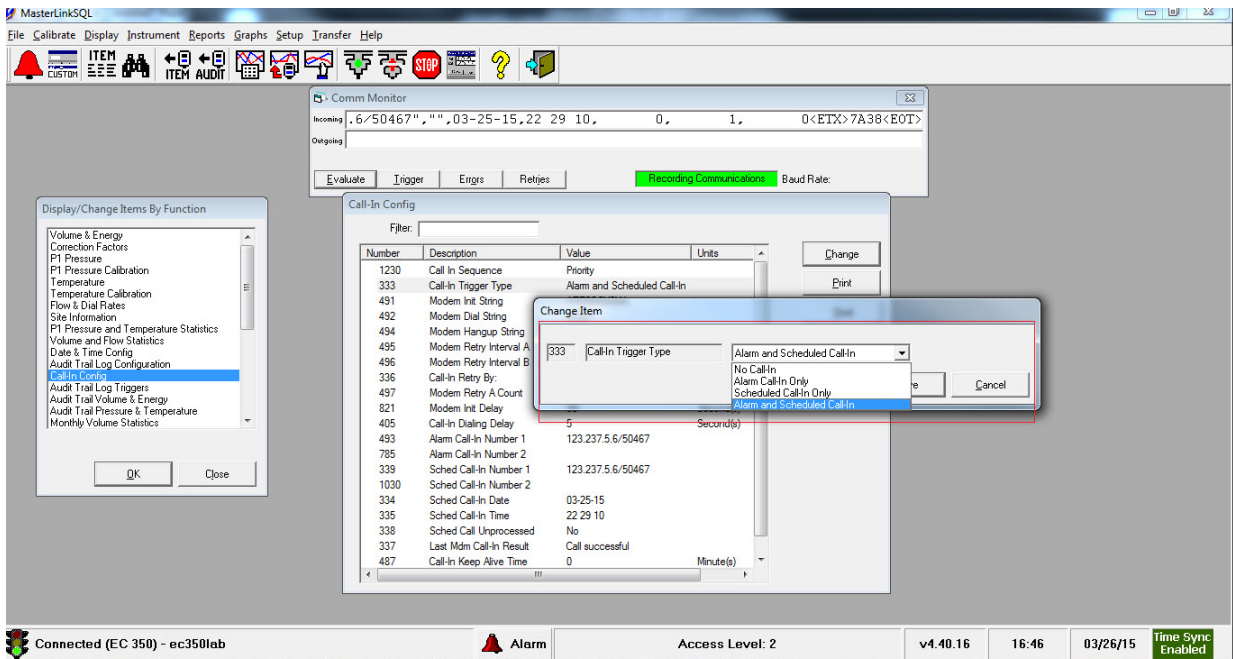 MasterLinkSQL
File Calibrate Display Instrument Reports Graphs Setup Transfer Help
CUSTOM ITEM ITEM AUDIT STOP
Comm Monitor
Incoming .6/50467","",03-25-15,22 29 10, 0, 1, 0<ETX>7A38<EOT>
Outgoing
Evaluate Trigger Errors Retries Recording Communications Baud Rate:
Display/Change Items By Function
Volume & Energy
Correction Factors
P1 Pressure
P1 Pressure Calibration
Temperature
Temperature Calibration
Flow & Dial Rates
Site Information
P1 Pressure and Temperature Statistics
Volume and Flow Statistics
Date & Time Config
Audit Trail Log Configuration
Call-In Config
Audit Trail Log Triggers
Audit Trail Volume & Energy
Audit Trail Pressure & Temperature
Monthly Volume Statistics
OK Close
Call-In Config
Filter:
Number Description Value Units
Change
1230 Call In Sequence Priority
333 Call-In Trigger Type Alarm and Scheduled Call-In
Print
491 Modem Init String
492 Modem Dial String
494 Modem Hangup String
495 Modem Retry Interval A
496 Modem Retry Interval B
336 Call-In Retry By:
497 Modem Retry A Count
821 Modem Init Delay
405 Call-In Dialing Delay 5 Second(s)
493 Alarm Call-In Number 1 123.237.5.6/50467
785 Alarm Call-In Number 2
339 Sched Call-In Number 1 123.237.5.6/50467
1030 Sched Call-In Number 2
334 Sched Call-In Date 03-25-15
335 Sched Call-In Time 22 29 10
338 Sched Call Unprocessed No
337 Last Mdm Call-In Result Call successful
487 Call-In Keep Alive Time 0 Minute(s)
Change Item
333 Call-In Trigger Type Alarm and Scheduled Call-In
No Call-In
Alarm Call-In Only
Scheduled Call-In Only
Alarm and Scheduled Call-In
Cancel
Connected (EC 350) - ec350lab Alarm Access Level: 2 v4.40.16 16:46 03/26/15 Time Sync Enabled